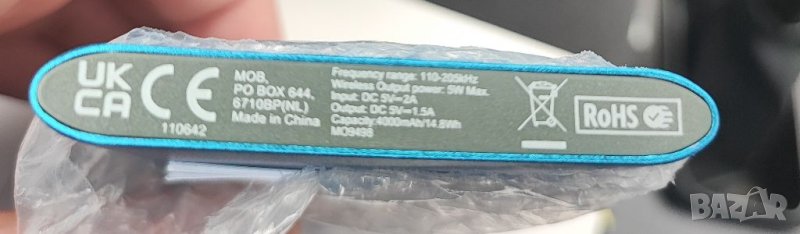 UK
CA
CE
110642
MOB,
PO BOX 644,
6710BP(NL)
Made in China
Frequency range: 110-205kHz
Wireless Output power: 5W Max.
Input: DC 5V⎓2A
Output: DC 5V⎓1.5A
Capacity:4000mAh/14.8Wh
MO9498
RoHS
BAZAR